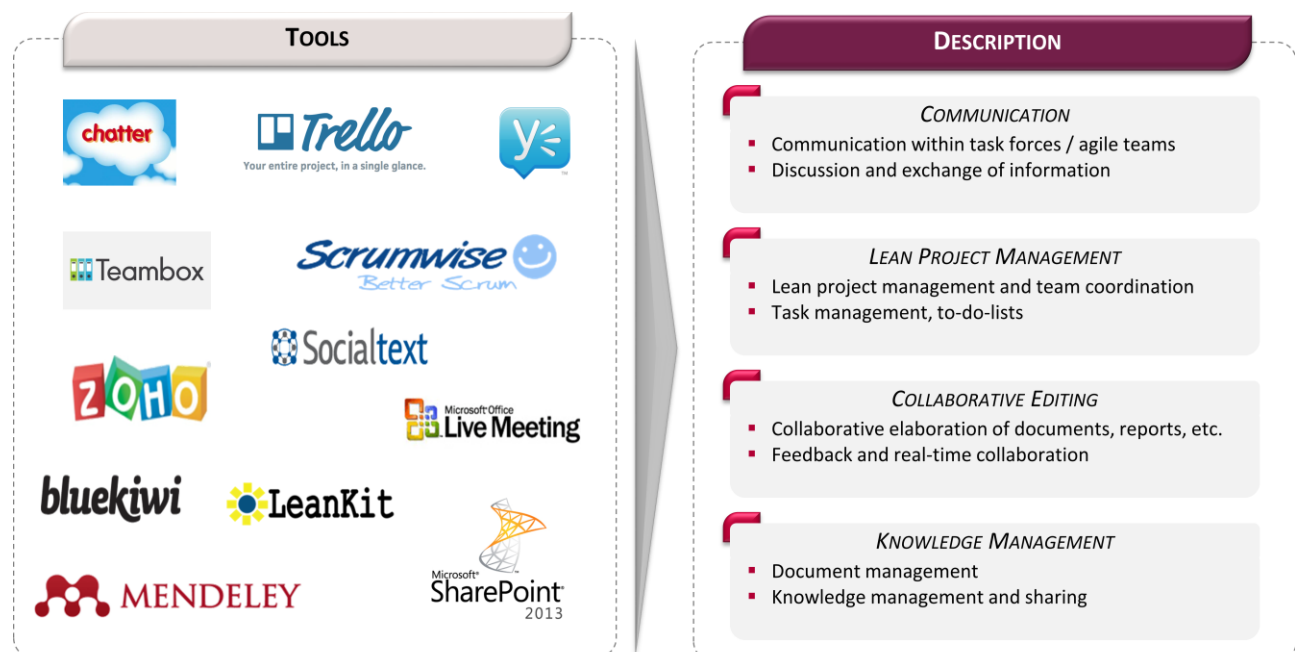 TOOLS
chatter
Trello
Your entire project, in a single glance.
y
TM
Teambox
Scrumwise
Better Scrum
Socialtext
ZOHO
Microsoft Office
Live Meeting
bluekiwi
LeanKit
Microsoft®
SharePoint
2013
MENDELEY
DESCRIPTION
COMMUNICATION
▪ Communication within task forces / agile teams
▪ Discussion and exchange of information
LEAN PROJECT MANAGEMENT
▪ Lean project management and team coordination
▪ Task management, to-do-lists
COLLABORATIVE EDITING
▪ Collaborative elaboration of documents, reports, etc.
▪ Feedback and real-time collaboration
KNOWLEDGE MANAGEMENT
▪ Document management
▪ Knowledge management and sharing